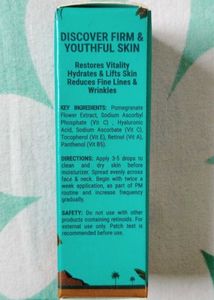 DISCOVER FIRM &
YOUTHFUL SKIN
Restores Vitality
Hydrates & Lifts Skin
Reduces Fine Lines &
Wrinkles
KEY INGREDIENTS: Pomegranate
Flower Extract, Sodium Ascorbyl
Phosphate (Vit C) , Hyaluronic
Acid, Sodium Ascorbate (Vit C),
Tocopherol (Vit E), Retinol (Vit A),
Panthenol (Vit B5).
DIRECTIONS: Apply 3-5 drops to
clean and dry skin before
moisturizer. Spread evenly across
face & neck. Begin with twice a
week application, as part of PM
routine and increase frequency
gradually.
SAFETY: Do not use with other
products containing retinoids. For
external use only. Patch test is
recommended before use.